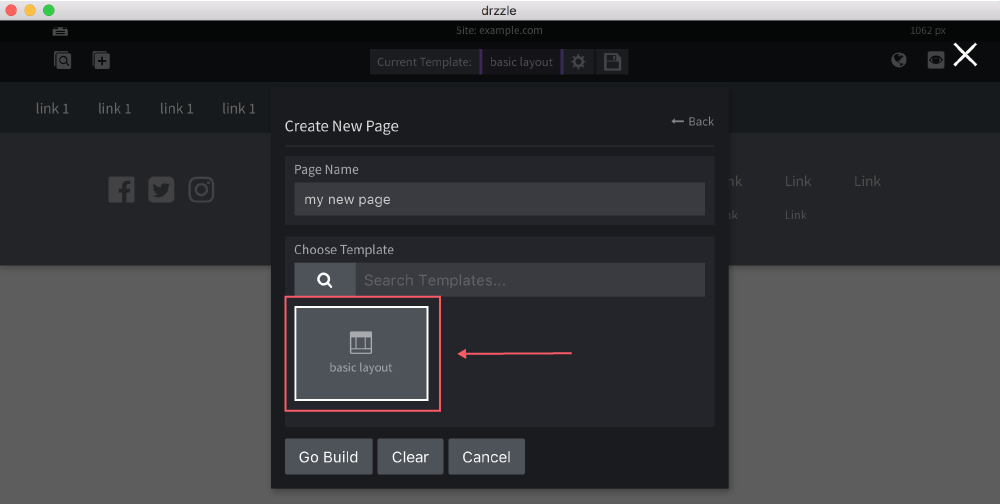 drzzle
Site: example.com
1062 px
Current Template: basic layout
link 1 link 1 link 1 link 1
Create New Page
Back
Page Name
my new page
Link Link
Link
Choose Template
Search Templates...
basic layout
Go Build Clear Cancel